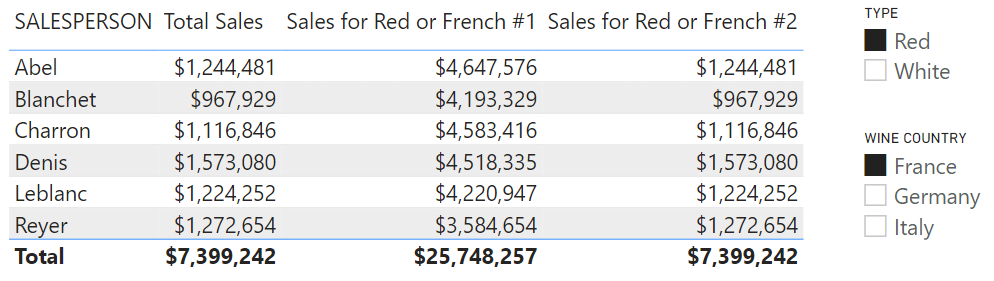 SALESPERSON Total Sales Sales for Red or French #1 Sales for Red or French #2
Abel $1,244,481 $4,647,576 $1,244,481
Blanchet $967,929 $4,193,329 $967,929
Charron $1,116,846 $4,583,416 $1,116,846
Denis $1,573,080 $4,518,335 $1,573,080
Leblanc $1,224,252 $4,220,947 $1,224,252
Reyer $1,272,654 $3,584,654 $1,272,654
Total $7,399,242 $25,748,257 $7,399,242
TYPE
Red
White
WINE COUNTRY
France
Germany
Italy